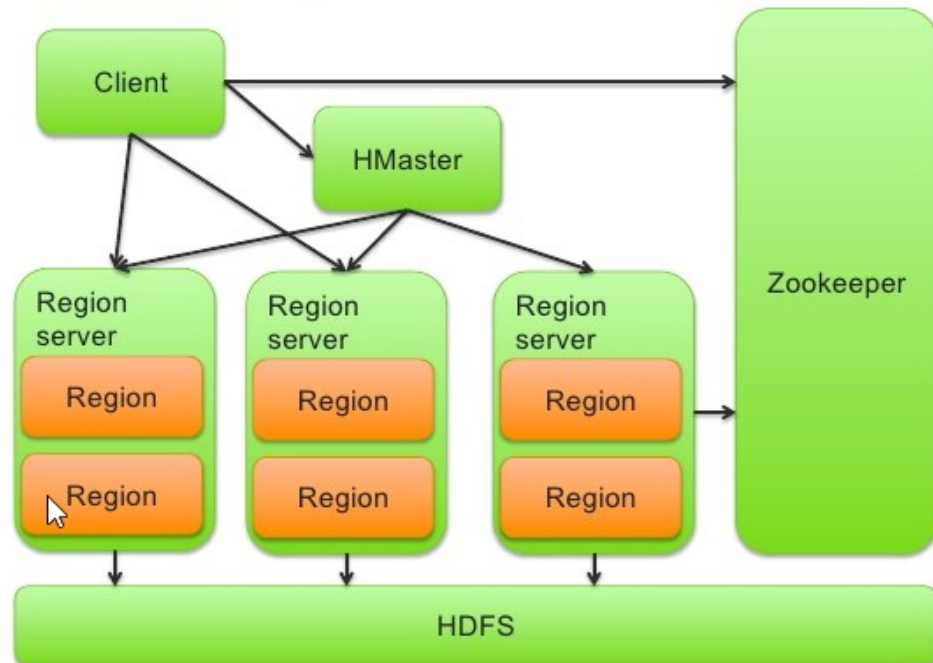 Client
HMaster
Zookeeper
Region
server
Region
Region
Region
server
Region
Region
Region
server
Region
Region
HDFS